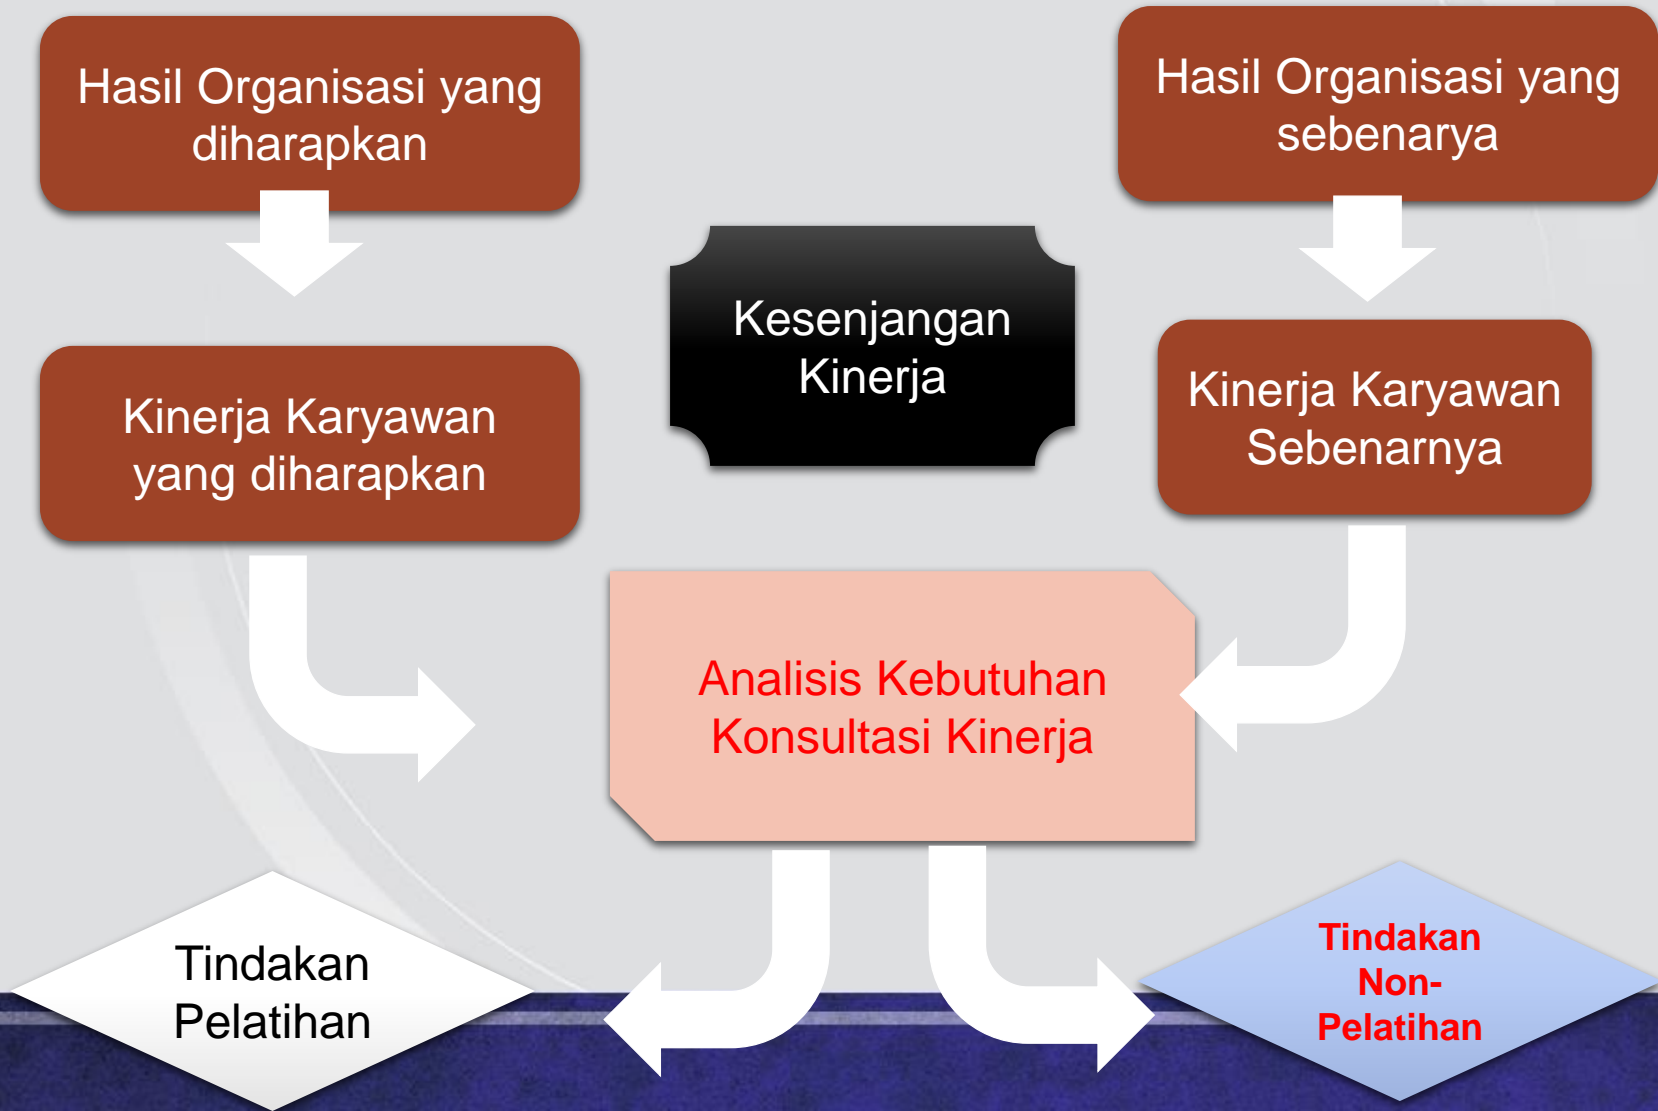 Hasil Organisasi yang
diharapkan
Hasil Organisasi yang
sebenarya
Kesenjangan
Kinerja
Kinerja Karyawan
yang diharapkan
Kinerja Karyawan
Sebenarnya
Analisis Kebutuhan
Konsultasi Kinerja
Tindakan
Pelatihan
Tindakan
Non-
Pelatihan